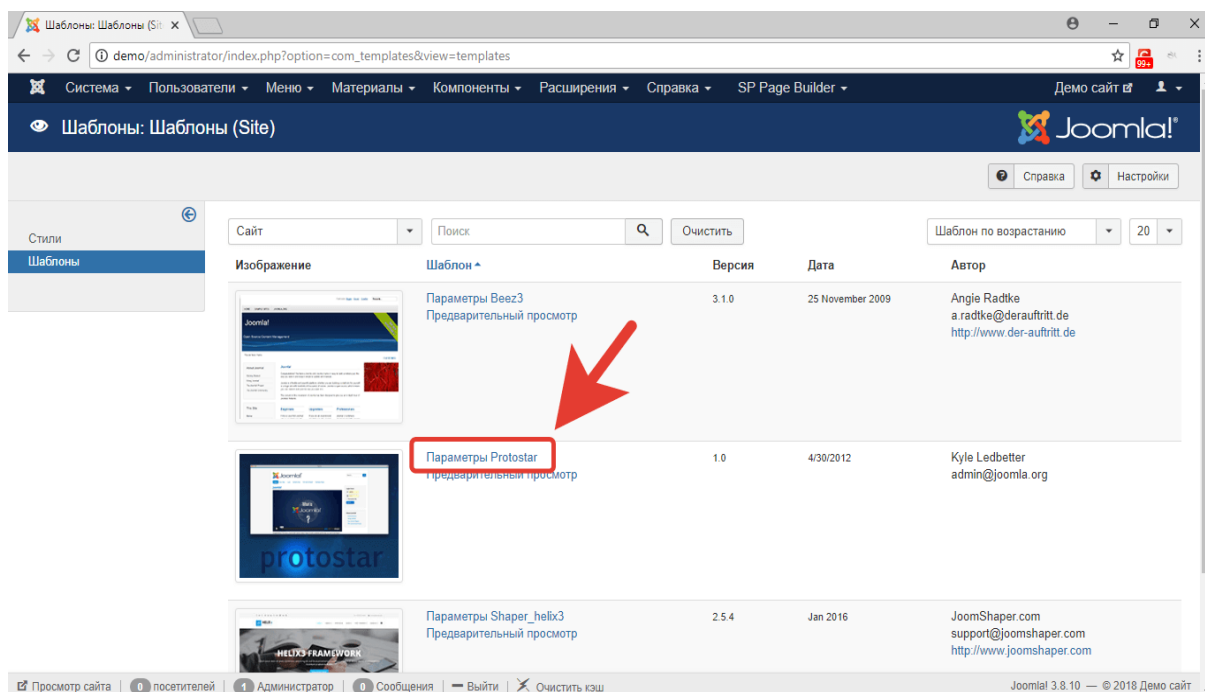 Шаблоны: Шаблоны (Sit
demo/administrator/index.php?option=com_templates&view=templates
99+
Система Пользователи Меню Материалы Компоненты Расширения Справка SP Page Builder Демо сайт
Шаблоны: Шаблоны (Site) Joomla!®
Справка Настройки
Стили
Шаблоны
Сайт Поиск Очистить Шаблон по возрастанию 20
Изображение Шаблон Версия Дата Автор
Параметры Beez3 3.1.0 25 November 2009 Angie Radtke
Предварительный просмотр a.radtke@derauftritt.de
http://www.der-auftritt.de
Joomla!
Параметры Protostar 1.0 4/30/2012 Kyle Ledbetter
Предварительный просмотр admin@joomla.org
Joomla!
protostar
Параметры Shaper_helix3 2.5.4 Jan 2016 JoomShaper.com
Предварительный просмотр support@joomshaper.com
http://www.joomshaper.com
HELIX3 FRAMEWORK
Просмотр сайта 0 посетителей 1 Администратор 0 Сообщения Выйти Очистить кэш Joomla! 3.8.10 — © 2018 Демо сайт